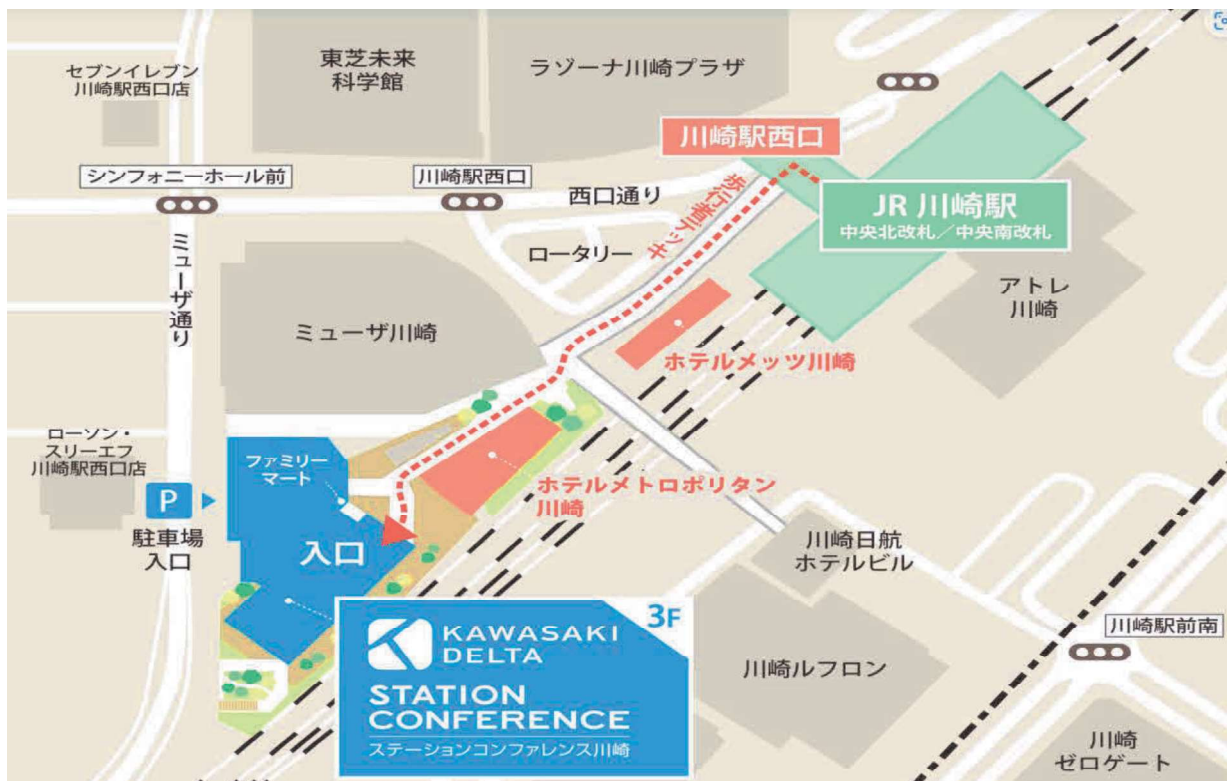 セブンイレブン
川崎駅西口店
東芝未来
科学館
ラゾーナ川崎プラザ
川崎駅西口
シンフォニーホール前
川崎駅西口
西口通り
歩行者デッキ
JR 川崎駅
中央北改札／中央南改札
ロータリー
ミューザ通り
アトレ
川崎
ミューザ川崎
ホテルメッツ川崎
ローソン・
スリーエフ
川崎駅西口店
ファミリー
マート
P
駐車場
入口
入口
ホテルメトロポリタン
川崎
川崎日航
ホテルビル
3F
KAWASAKI
DELTA
STATION
CONFERENCE
ステーションコンファレンス川崎
川崎駅前南
川崎ルフロン
川崎
ゼロゲート